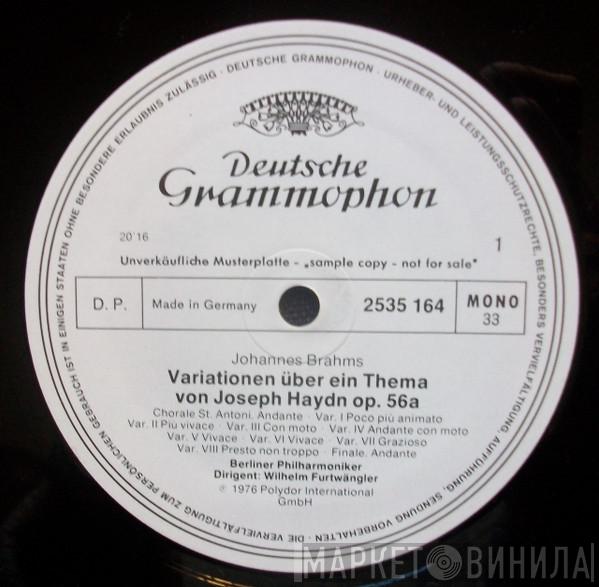 DEUTSCHE GRAMMOPHON · URHEBER- UND LEISTUNGSSCHUTZRECHTE, BESONDERS VERVIELFÄLTIGUNG, AUFFÜHRUNG, SENDUNG VORBEHALTEN · DIE VERVIELFÄLTIGUNG ZUM PERSÖNLICHEN GEBRAUCH IST IN EINIGEN STAATEN OHNE BESONDERE ERLAUBNIS ZULÄSSIG ·
Deutsche
Grammophon
20'16
1
Unverkäufliche Musterplatte - „sample copy - not for sale"
D. P. Made in Germany 2535 164 MONO
33
Johannes Brahms
Variationen über ein Thema
von Joseph Haydn op. 56a
Chorale St. Antoni. Andante · Var. I Poco più animato
Var. II Più vivace · Var. III Con moto · Var. IV Andante con moto
Var. V Vivace · Var. VI Vivace · Var. VII Grazioso
Var. VIII Presto non troppo · Finale. Andante
Berliner Philharmoniker
Dirigent: Wilhelm Furtwängler
℗ 1976 Polydor International
GmbH
МАРКЕТ ВИНИЛА